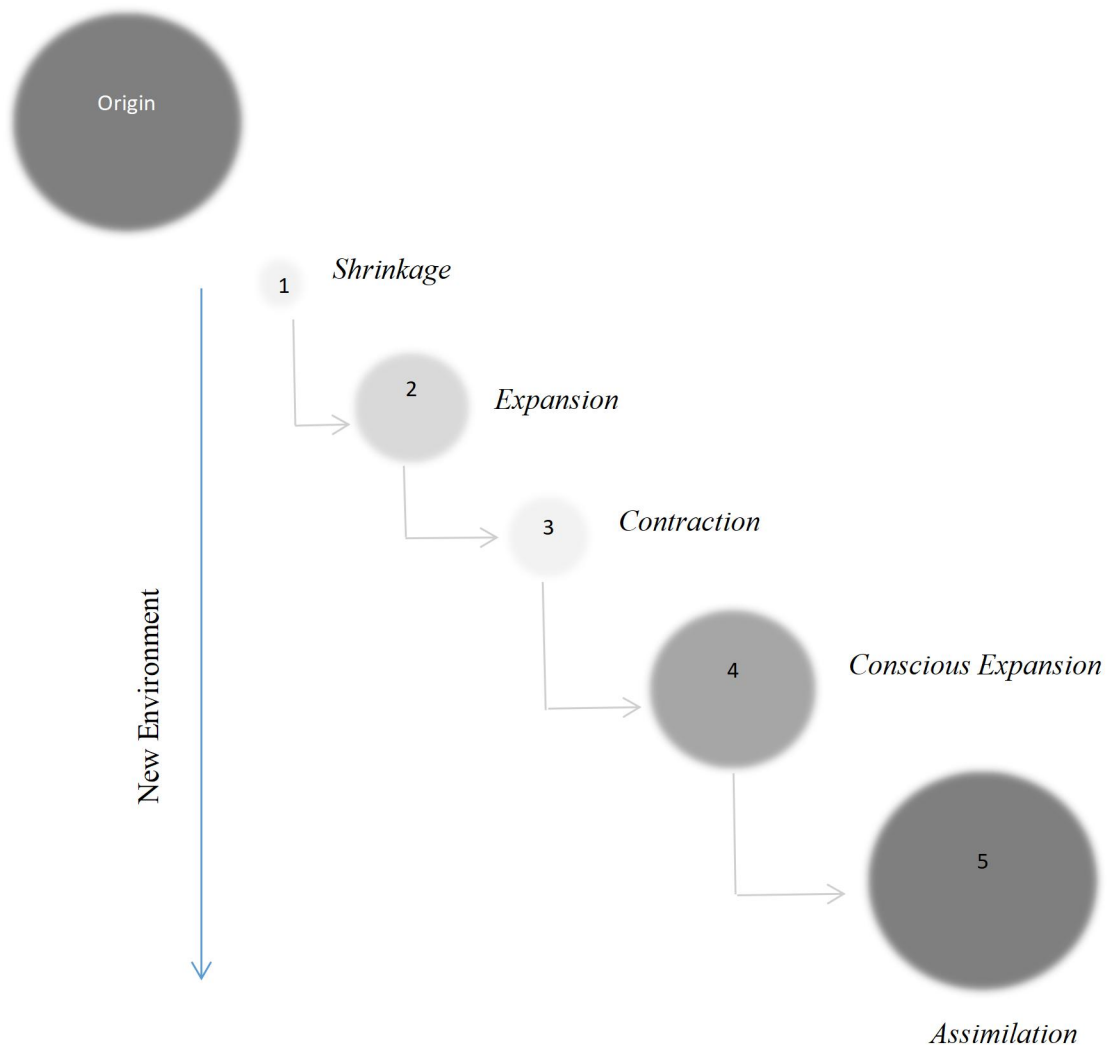 Origin
1
Shrinkage
2
Expansion
3
Contraction
4
Conscious Expansion
New Environment
5
Assimilation